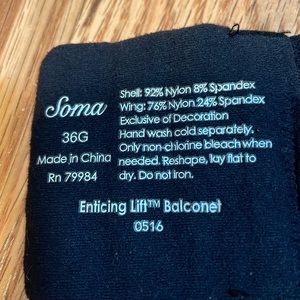 Soma
36G
Made in China
Rn 79984
Shell: 92% Nylon 8% Spandex
Wing: 76% Nylon 24% Spandex
Exclusive of Decoration
Hand wash cold separately.
Only non-chlorine bleach when
needed. Reshape, lay flat to
dry. Do not iron.
Enticing Lift™ Balconet
0516